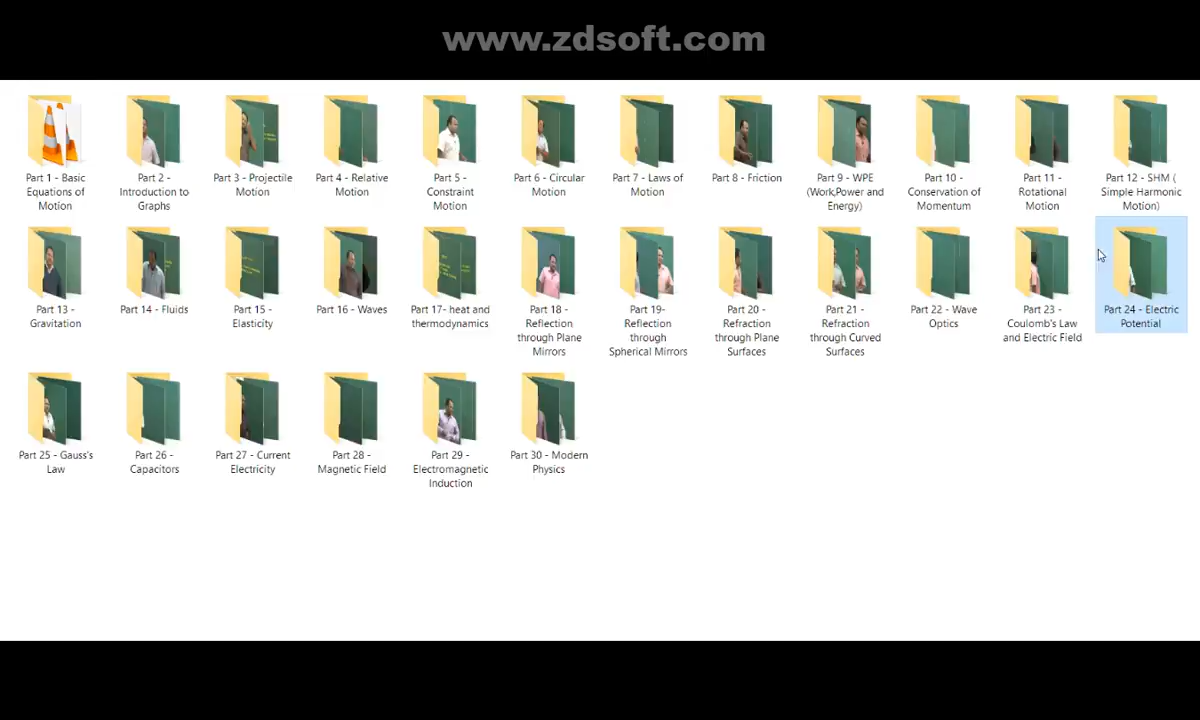 www.zdsoft.com
Part 1 - Basic
Equations of
Motion
Part 2 -
Introduction to
Graphs
Part 3 - Projectile
Motion
Part 4 - Relative
Motion
Part 5 -
Constraint
Motion
Part 6 - Circular
Motion
Part 7 - Laws of
Motion
Part 8 - Friction
Part 9 - WPE
(Work,Power and
Energy)
Part 10 -
Conservation of
Momentum
Part 11 -
Rotational
Motion
Part 12 - SHM (
Simple Harmonic
Motion)
Part 13 -
Gravitation
Part 14 - Fluids
Part 15 -
Elasticity
Part 16 - Waves
Part 17- heat and
thermodynamics
Part 18 -
Reflection
through Plane
Mirrors
Part 19-
Reflection
through
Spherical Mirrors
Part 20 -
Refraction
through Plane
Surfaces
Part 21 -
Refraction
through Curved
Surfaces
Part 22 - Wave
Optics
Part 23 -
Coulomb's Law
and Electric Field
Part 24 - Electric
Potential
Part 25 - Gauss's
Law
Part 26 -
Capacitors
Part 27 - Current
Electricity
Part 28 -
Magnetic Field
Part 29 -
Electromagnetic
Induction
Part 30 - Modern
Physics